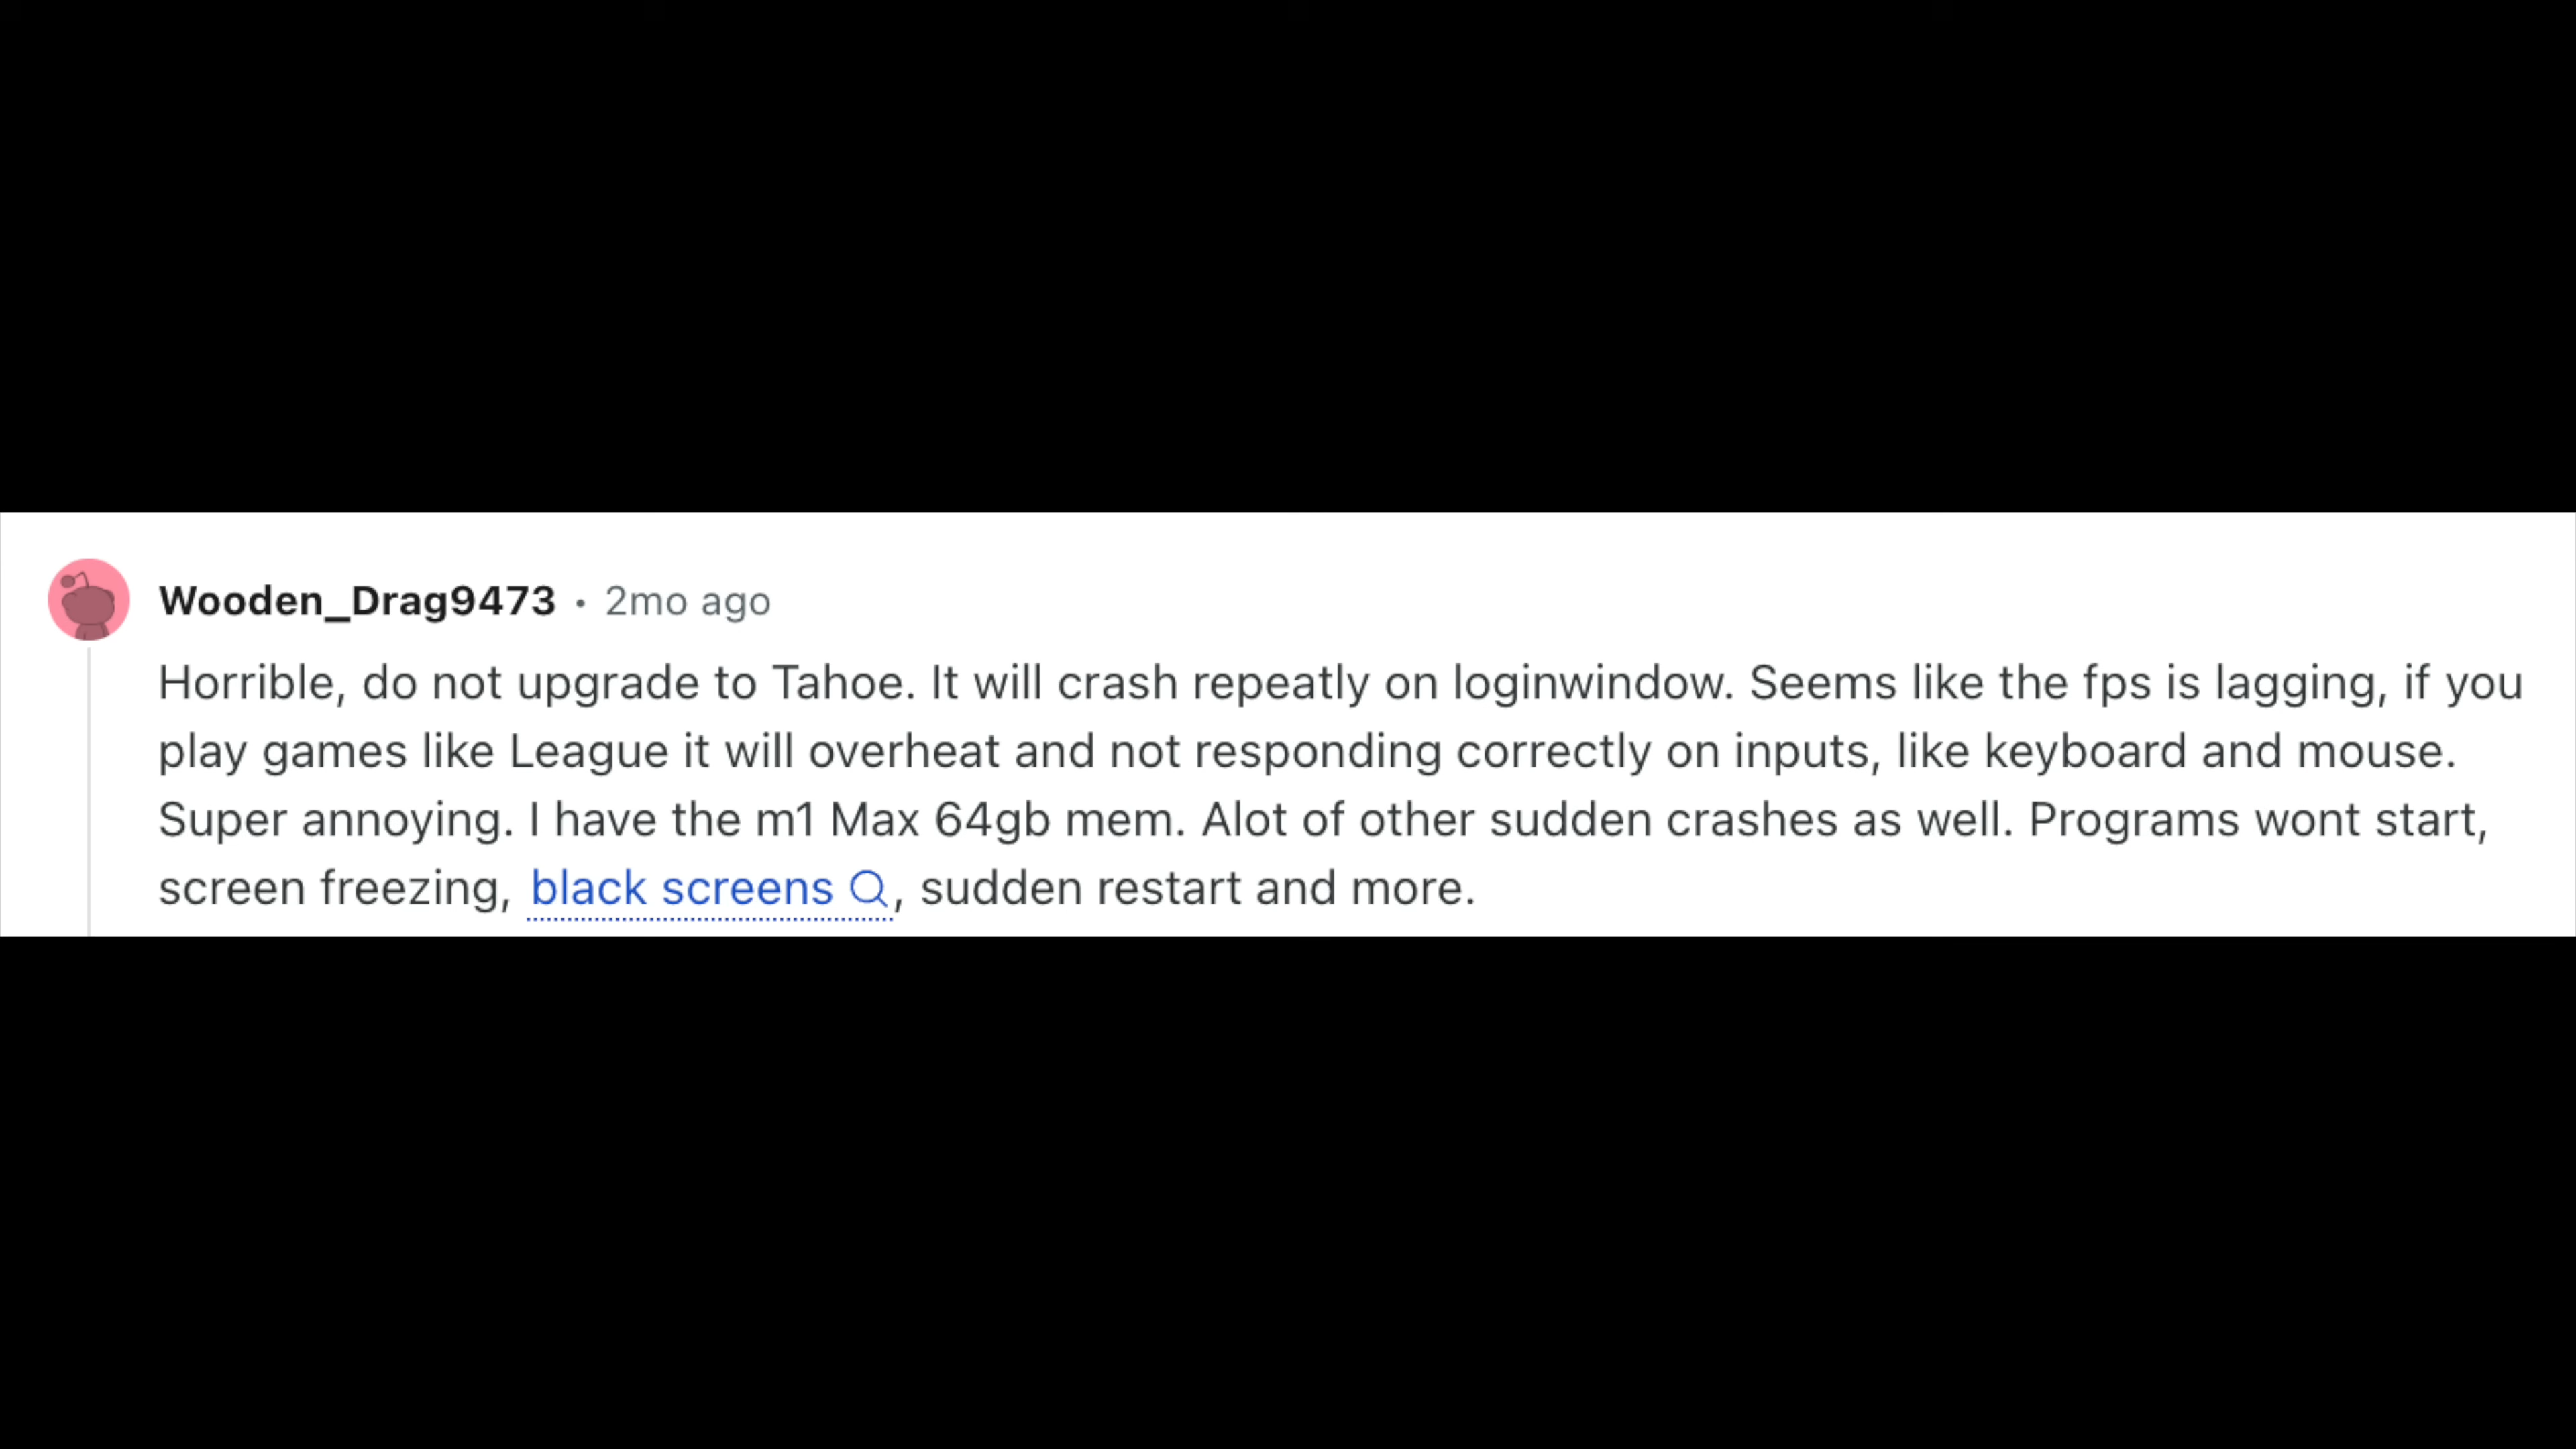 Wooden_Drag9473 • 2mo ago
Horrible, do not upgrade to Tahoe. It will crash repeatly on loginwindow. Seems like the fps is lagging, if you
play games like League it will overheat and not responding correctly on inputs, like keyboard and mouse.
Super annoying. I have the m1 Max 64gb mem. Alot of other sudden crashes as well. Programs wont start,
screen freezing, black screens, sudden restart and more.